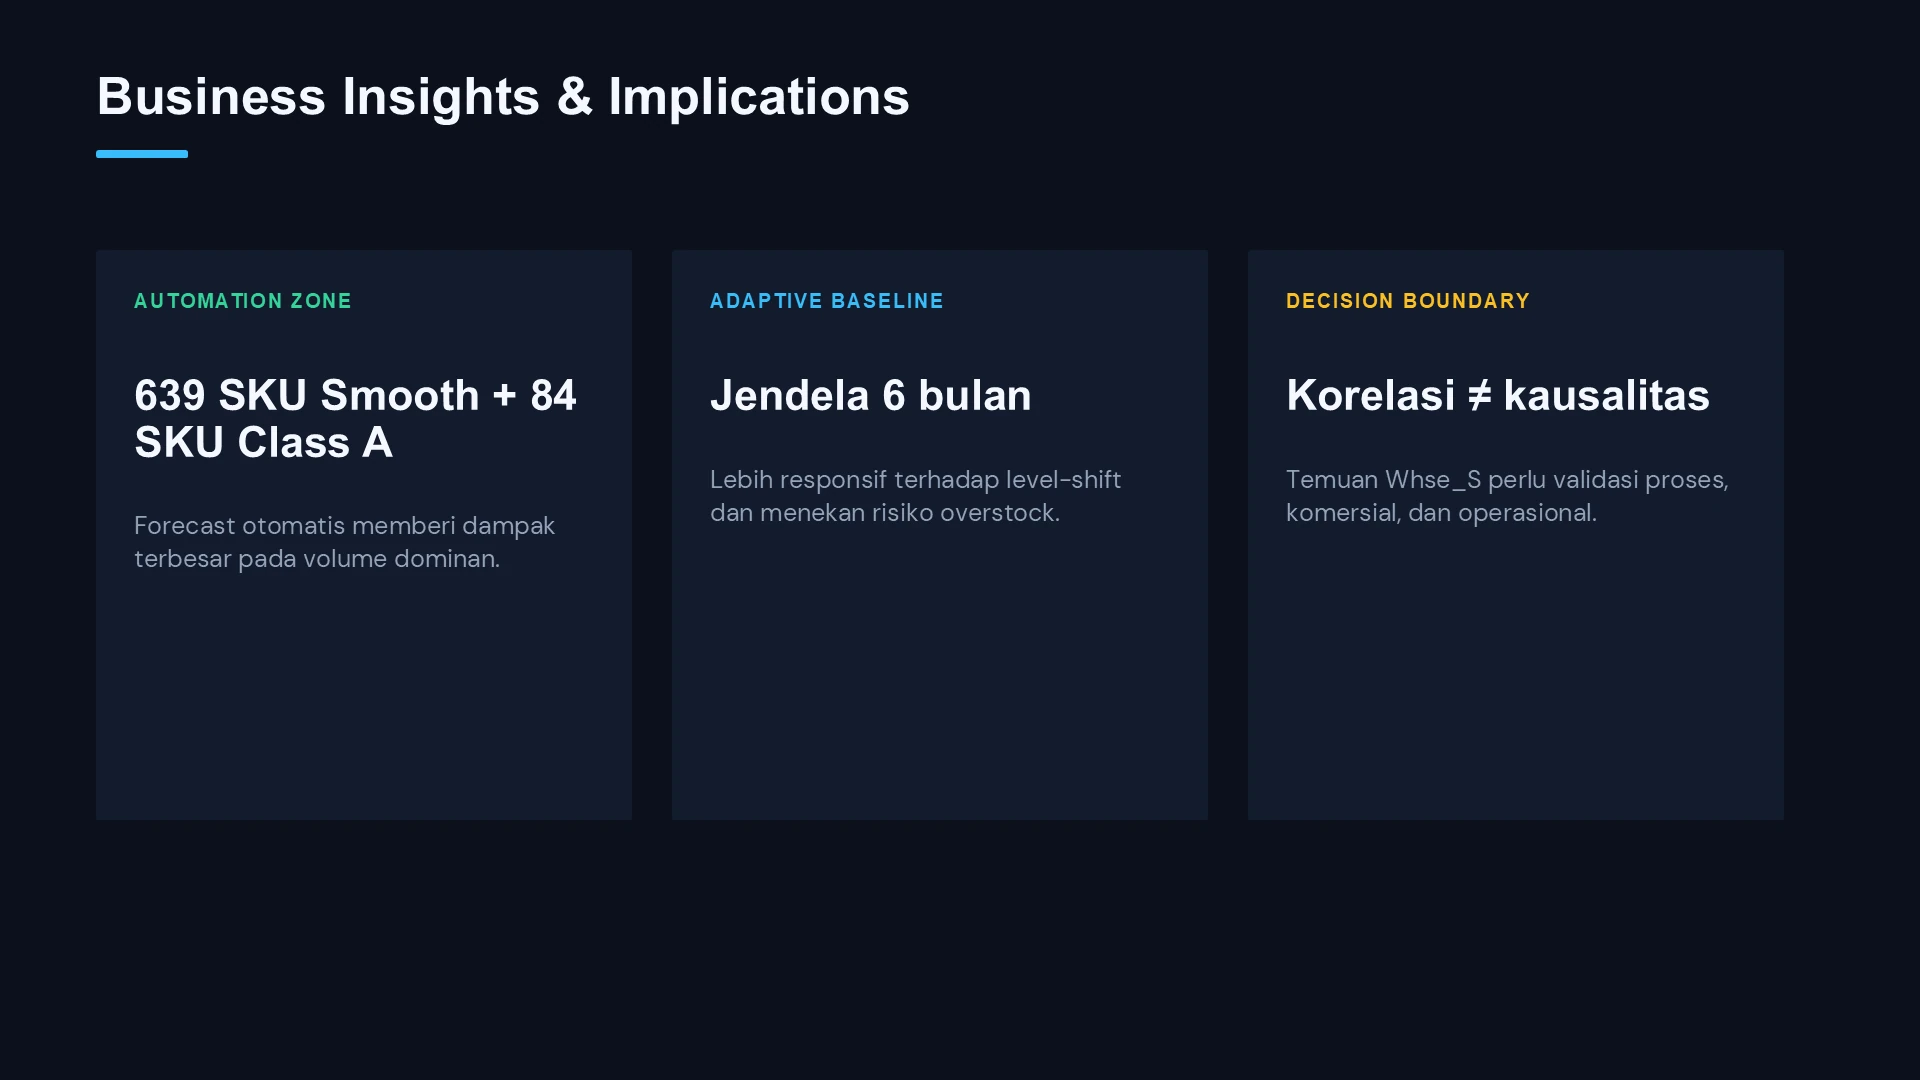 Business Insights & Implications
AUTOMATION ZONE
639 SKU Smooth + 84
SKU Class A
Forecast otomatis memberi dampak
terbesar pada volume dominan.
ADAPTIVE BASELINE
Jendela 6 bulan
Lebih responsif terhadap level-shift
dan menekan risiko overstock.
DECISION BOUNDARY
Korelasi ≠ kausalitas
Temuan Whse_S perlu validasi proses,
komersial, dan operasional.